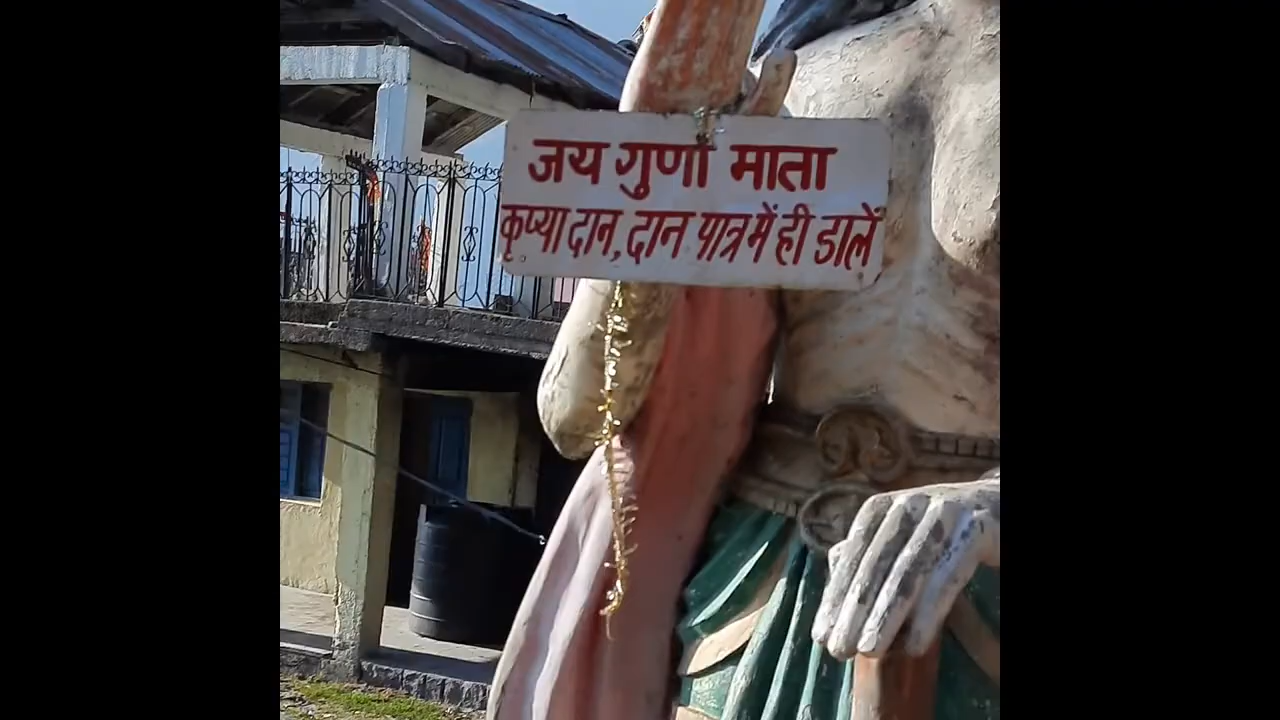 जय गुणा माता
कृप्या दान, दान पात्र में ही डालें